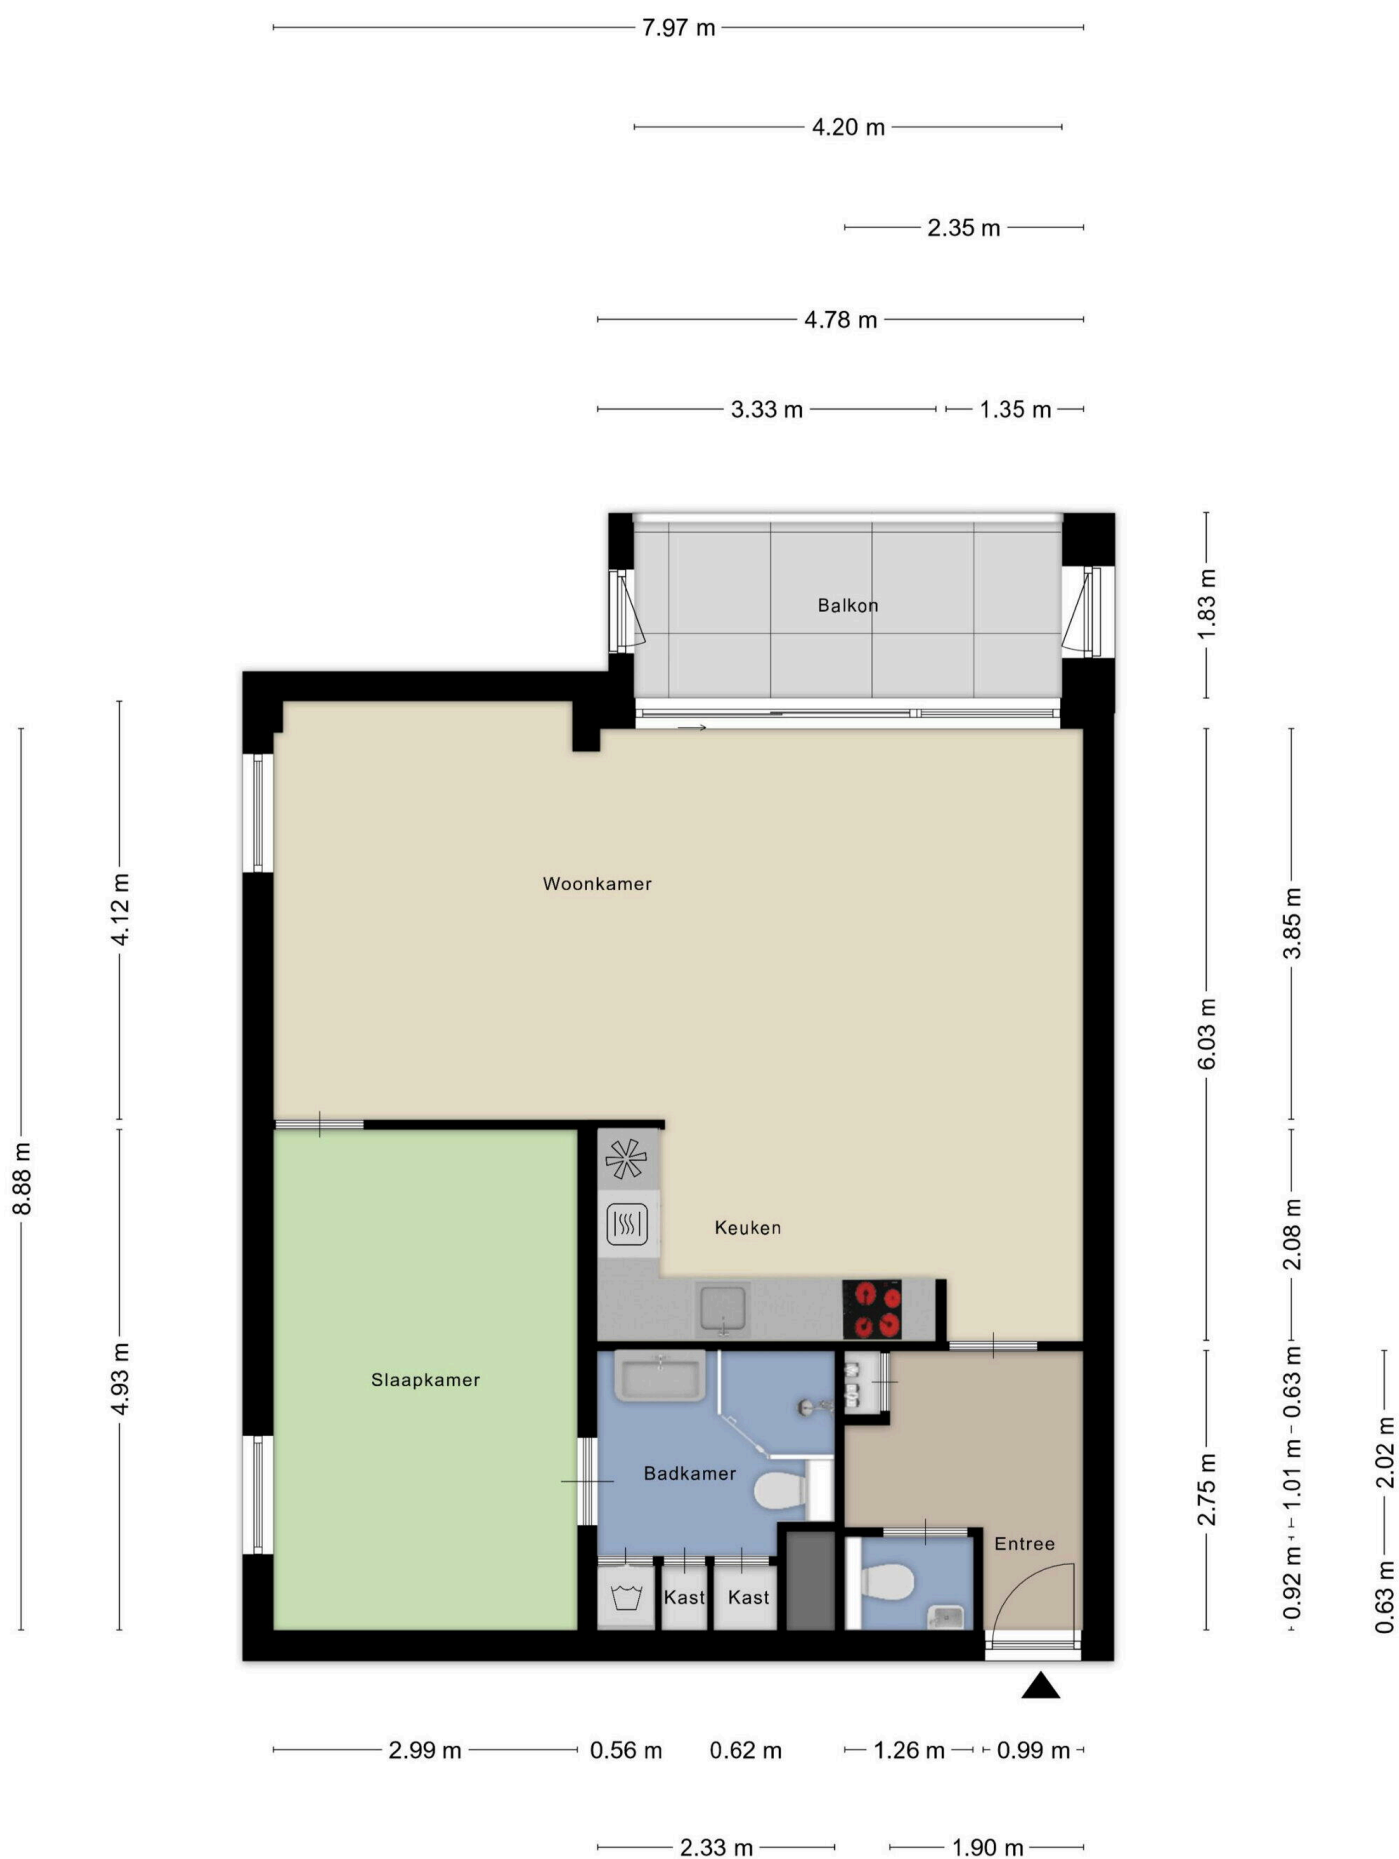 7.97 m
4.20 m
2.35 m
4.78 m
3.33 m
1.35 m
Balkon
1.83 m
Woonkamer
4.12 m
3.85 m
6.03 m
8.88 m
Keuken
2.08 m
Slaapkamer
4.93 m
0.63 m
Badkamer
1.01 m
2.02 m
2.75 m
Entree
Kast
Kast
0.92 m
0.63 m
2.99 m
0.56 m
0.62 m
1.26 m
0.99 m
2.33 m
1.90 m